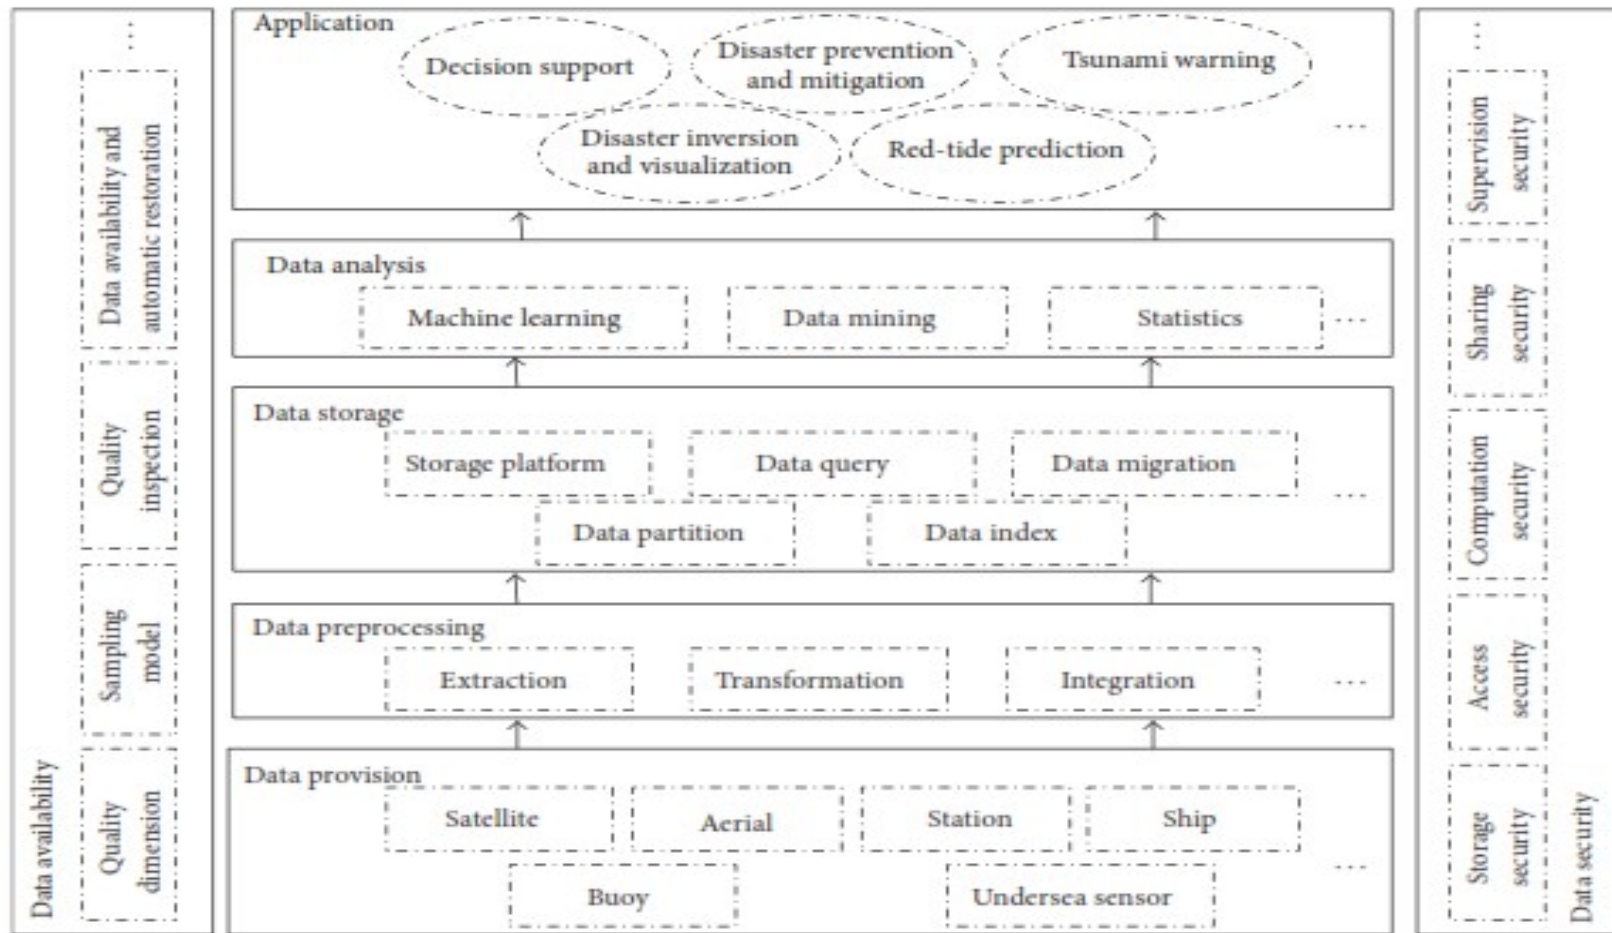 Application
Decision support
Disaster prevention
and mitigation
Tsunami warning
Disaster inversion
and visualization
Red-tide prediction
...
Data analysis
Machine learning
Data mining
Statistics
...
Data storage
Storage platform
Data query
Data migration
Data partition
Data index
...
Data preprocessing
Extraction
Transformation
Integration
...
Data provision
Satellite
Aerial
Station
Ship
Buoy
Undersea sensor
...
Data availability
...
Data availability and
automatic restoration
Quality
inspection
Sampling
model
Quality
dimension
Data security
...
Supervision
security
Sharing
security
Computation
security
Access
security
Storage
security